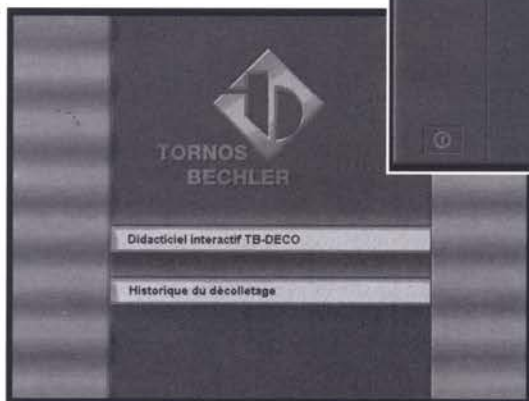 TORNOS
BECHLER
Didacticiel interactif TB-DECO
Historique du décolletage